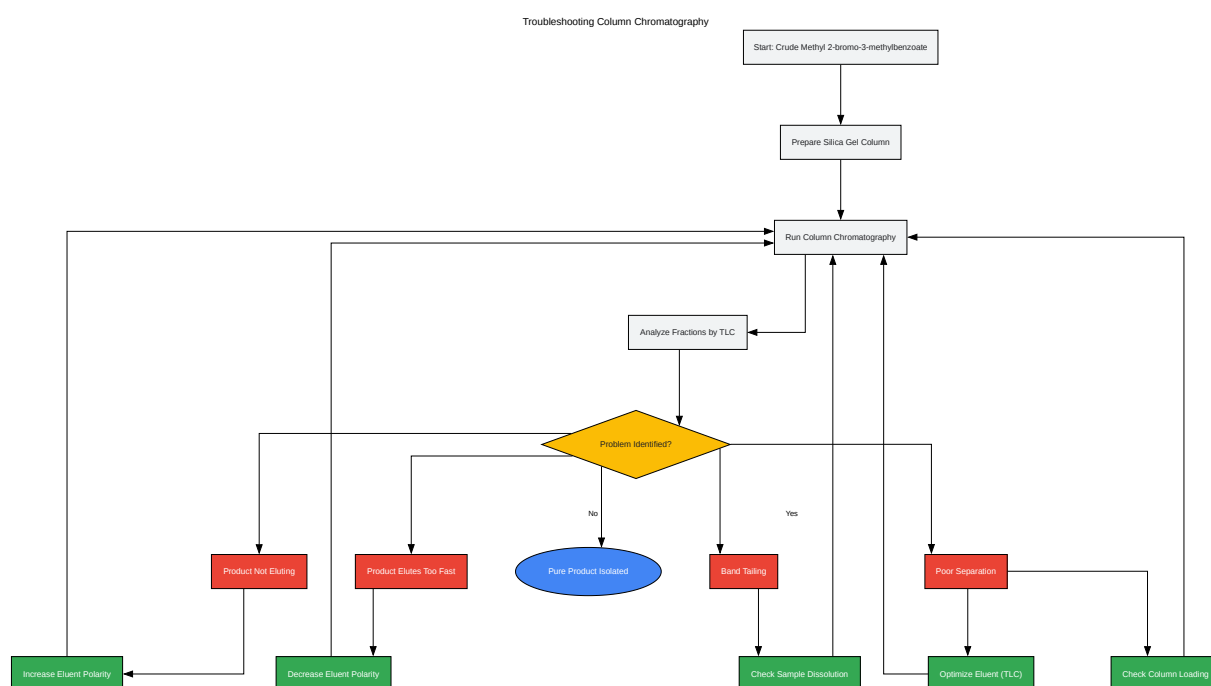 Troubleshooting Column Chromatography
Start: Crude Methyl 2-bromo-3-methylbenzoate
Prepare Silica Gel Column
Run Column Chromatography
Analyze Fractions by TLC
Problem Identified?
No
Yes
Product Not Eluting
Product Elutes Too Fast
Pure Product Isolated
Band Tailing
Poor Separation
Increase Eluent Polarity
Decrease Eluent Polarity
Check Sample Dissolution
Optimize Eluent (TLC)
Check Column Loading